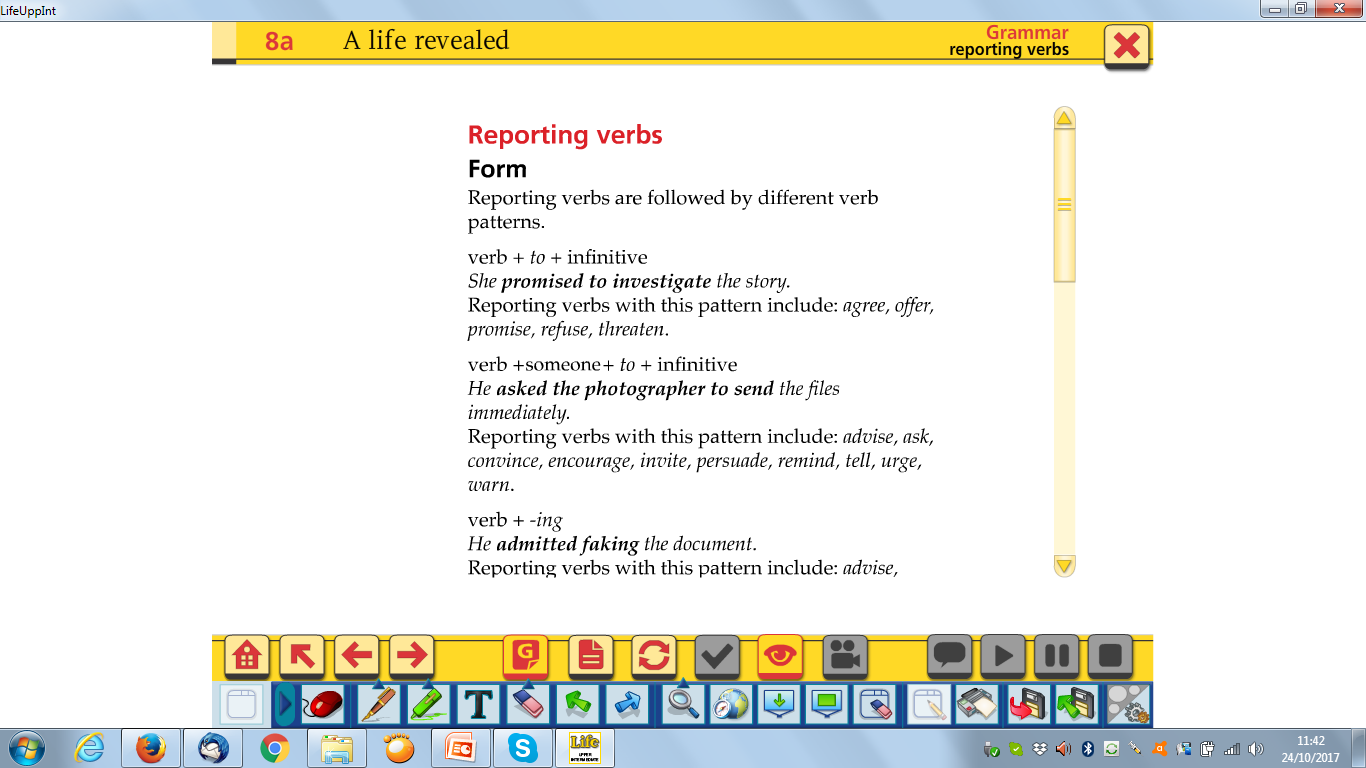 LifeUppInt
8a A life revealed
Grammar
reporting verbs
Reporting verbs
Form
Reporting verbs are followed by different verb
patterns.
verb + to + infinitive
She promised to investigate the story.
Reporting verbs with this pattern include: agree, offer,
promise, refuse, threaten.
verb +someone+ to + infinitive
He asked the photographer to send the files
immediately.
Reporting verbs with this pattern include: advise, ask,
convince, encourage, invite, persuade, remind, tell, urge,
warn.
verb + -ing
He admitted faking the document.
Reporting verbs with this pattern include: advise,
G
T
Life
UPPER
INTERMEDIATE
11:42
24/10/2017